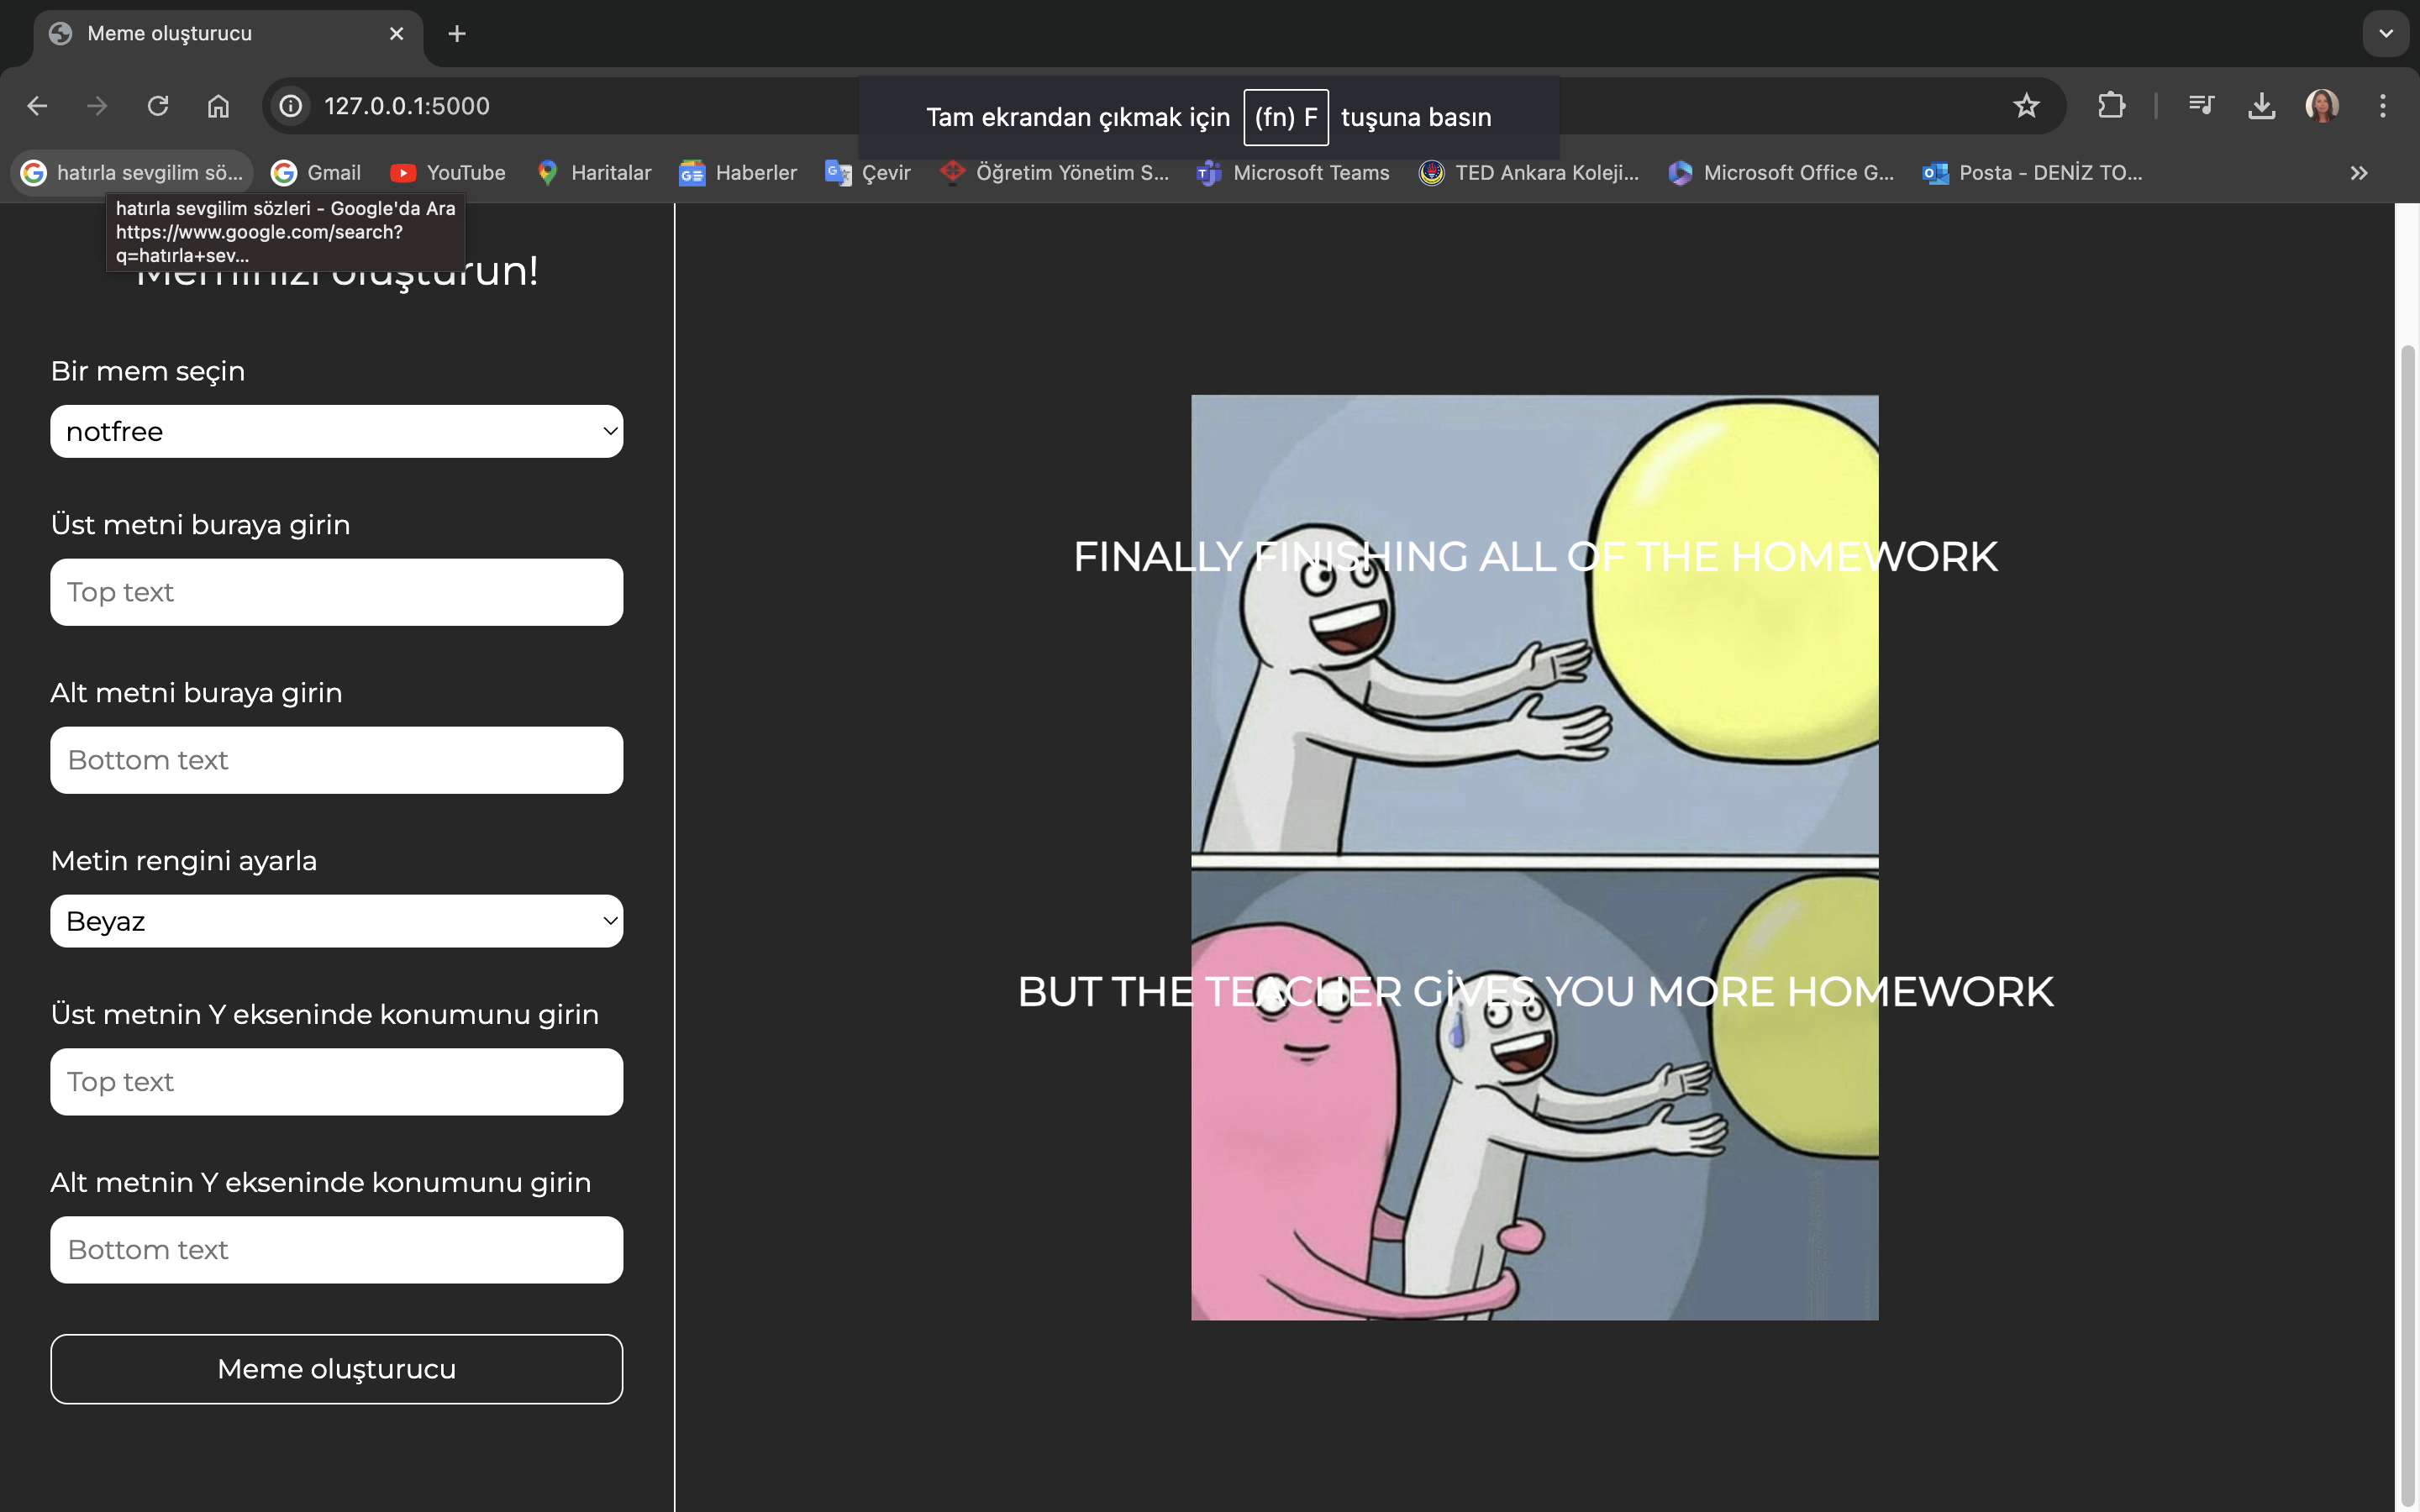 Meme oluşturucu
127.0.0.1:5000
Tam ekrandan çıkmak için (fn) F tuşuna basın
hatırla sevgilim sö... Gmail YouTube Haritalar Haberler Çevir Öğretim Yönetim S... Microsoft Teams TED Ankara Koleji... Microsoft Office G... Posta - DENİZ TO...
hatırla sevgilim sözleri - Google'da Ara
https://www.google.com/search?
q=hatırla+sev...
Meminizi oluşturun!
Bir mem seçin
notfree
Üst metni buraya girin
Top text
Alt metni buraya girin
Bottom text
Metin rengini ayarla
Beyaz
Üst metnin Y ekseninde konumunu girin
Top text
Alt metnin Y ekseninde konumunu girin
Bottom text
Meme oluşturucu
FINALLY FINISHING ALL OF THE HOMEWORK
BUT THE TEACHER GİVES YOU MORE HOMEWORK